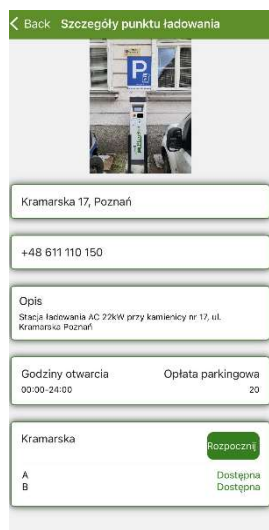 Back Szczegóły punktu ładowania
P
Kramarska 17, Poznań
+48 611 110 150
Opis
Stacja ładowania AC 22kW przy kamienicy nr 17, ul.
Kramarska Poznań
Godziny otwarcia Opłata parkingowa
00:00-24:00 20
Kramarska Rozpocznij
A Dostępna
B Dostępna